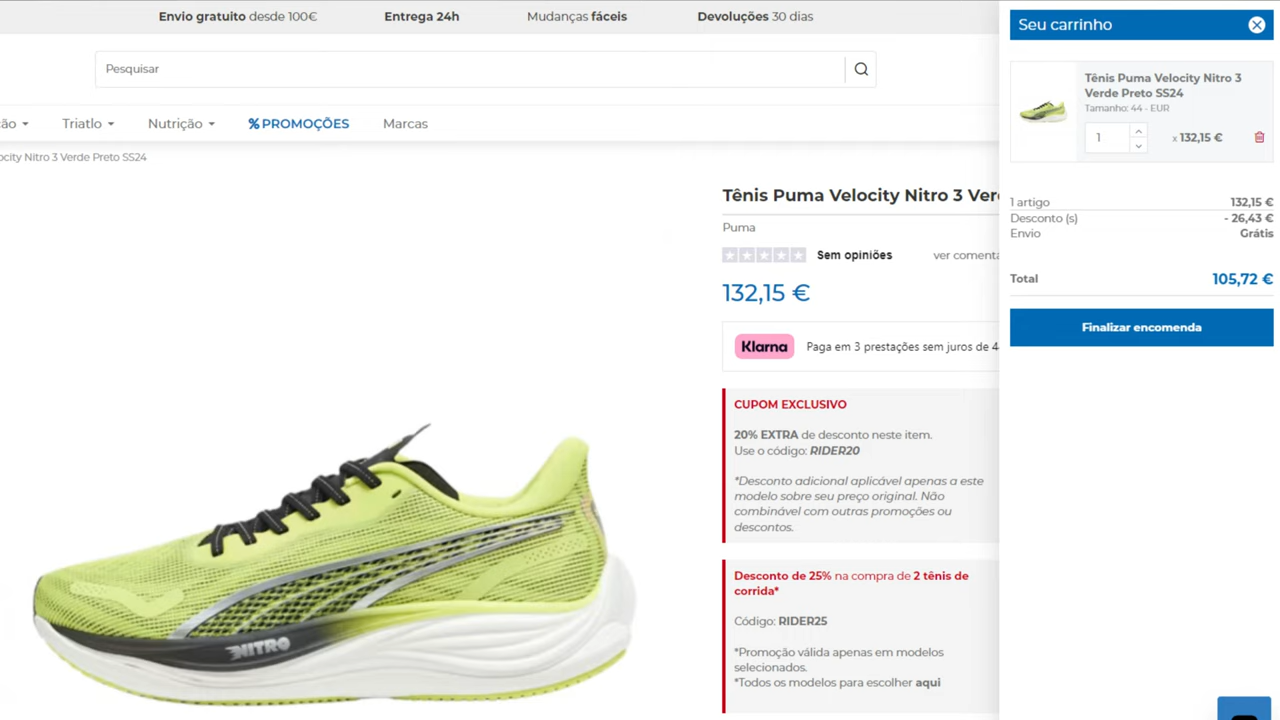 Envio gratuito desde 100€
Entrega 24h
Mudanças fáceis
Devoluções 30 dias
Pesquisar
ão
Triatlo
Nutrição
% PROMOÇÕES
Marcas
ocity Nitro 3 Verde Preto SS24
Tênis Puma Velocity Nitro 3 Ver
Puma
Sem opiniões
ver comenta
132,15 €
Klarna
Paga em 3 prestações sem juros de 4
CUPOM EXCLUSIVO
20% EXTRA de desconto neste item.
Use o código: RIDER20
*Desconto adicional aplicável apenas a este
modelo sobre seu preço original. Não
combinável com outras promoções ou
descontos.
Desconto de 25% na compra de 2 tênis de
corrida*
Código: RIDER25
*Promoção válida apenas em modelos
selecionados.
*Todos os modelos para escolher aqui
NITRO
Seu carrinho
Tênis Puma Velocity Nitro 3
Verde Preto SS24
Tamanho: 44 - EUR
1
x 132,15 €
1 artigo 132,15 €
Desconto (s) - 26,43 €
Envio Grátis
Total 105,72 €
Finalizar encomenda